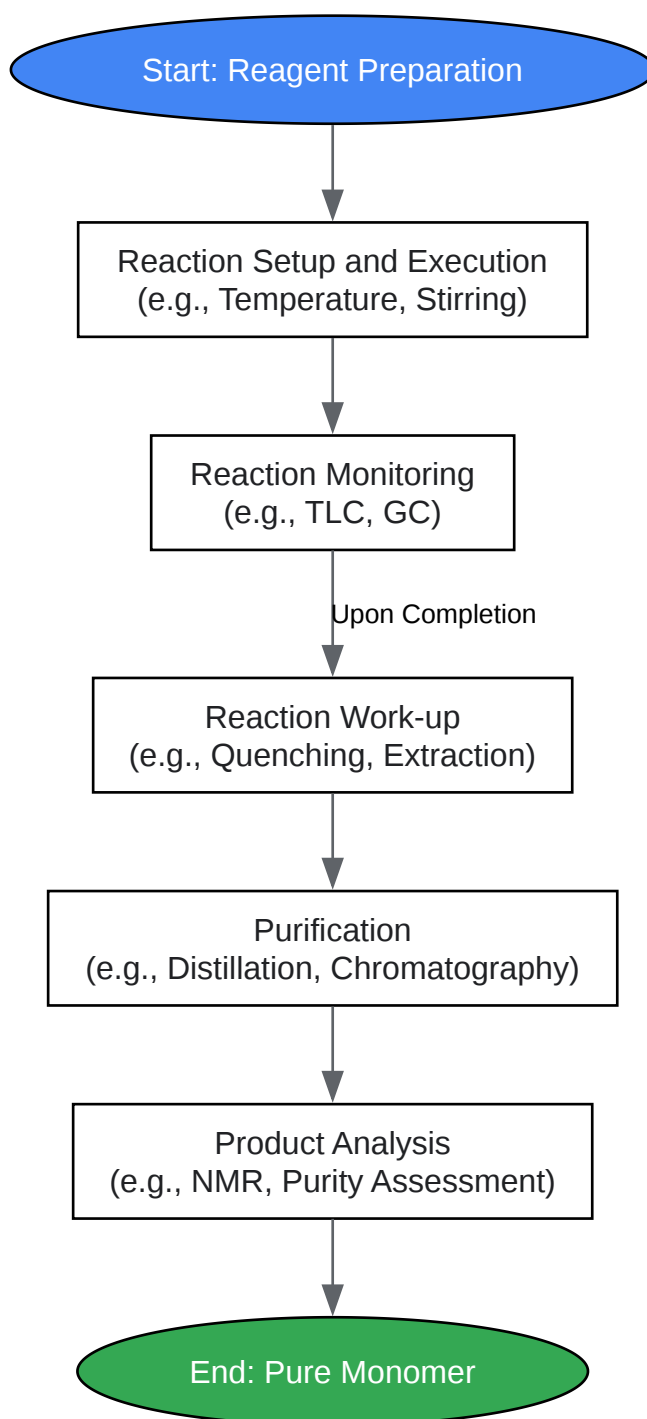 Start: Reagent Preparation
Reaction Setup and Execution
(e.g., Temperature, Stirring)
Reaction Monitoring
(e.g., TLC, GC)
Upon Completion
Reaction Work-up
(e.g., Quenching, Extraction)
Purification
(e.g., Distillation, Chromatography)
Product Analysis
(e.g., NMR, Purity Assessment)
End: Pure Monomer